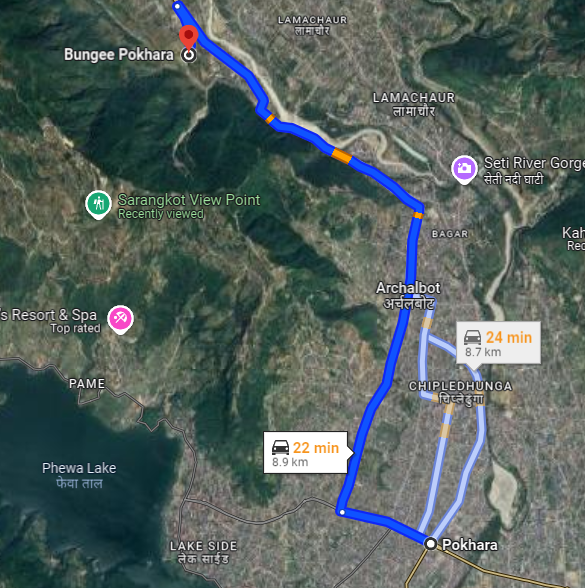 LAMACHAUR
लामाचौर
Bungee Pokhara
LAMACHAUR
लामाचौर
Seti River Gorge
सेती नदी घाटी
Sarangkot View Point
Recently viewed
BAGAR
Kah
Rec
Archalbot
अर्चलबोट
's Resort & Spa
Top rated
24 min
8.7 km
PAME
CHIPLEDHUNGA
चिप्लेढुंगा
22 min
8.9 km
Phewa Lake
फेवा ताल
LAKE SIDE
लेक साईड
Pokhara